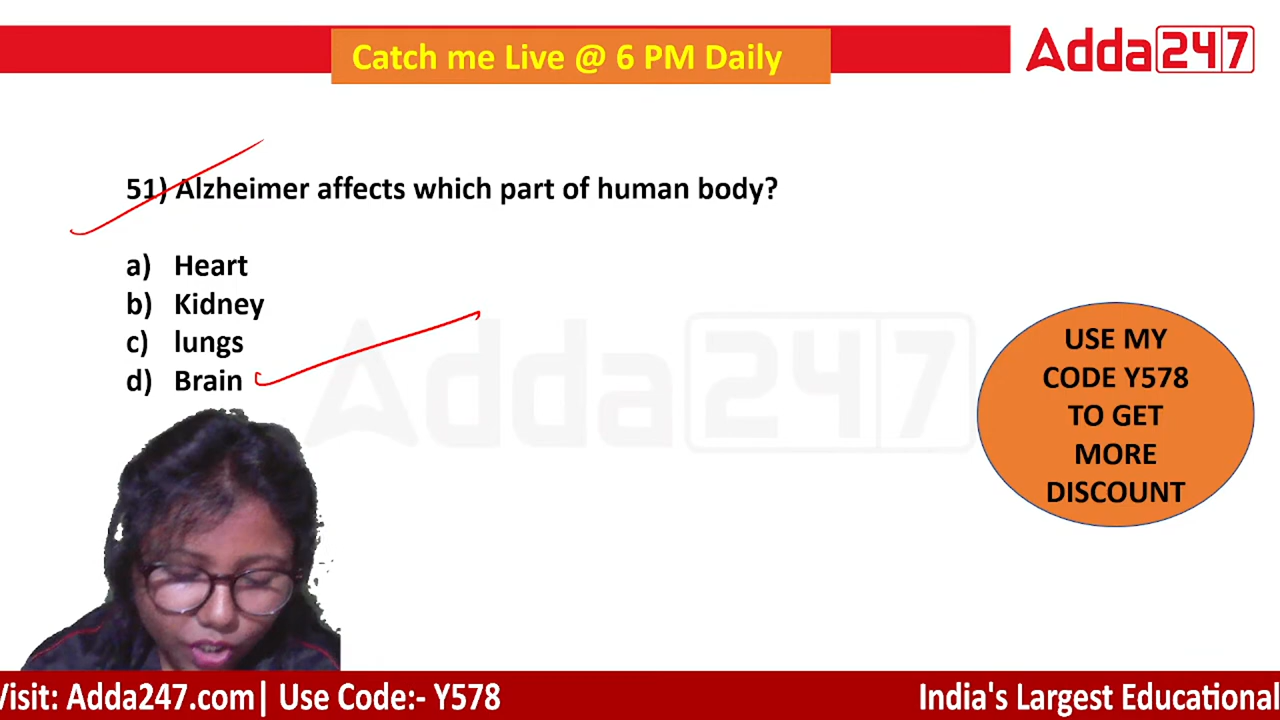 Catch me Live @ 6 PM Daily
Adda247
51) Alzheimer affects which part of human body?
a) Heart
b) Kidney
c) lungs
d) Brain
Adda247
USE MY
CODE Y578
TO GET
MORE
DISCOUNT
Visit: Adda247.com| Use Code:- Y578
India's Largest Educational